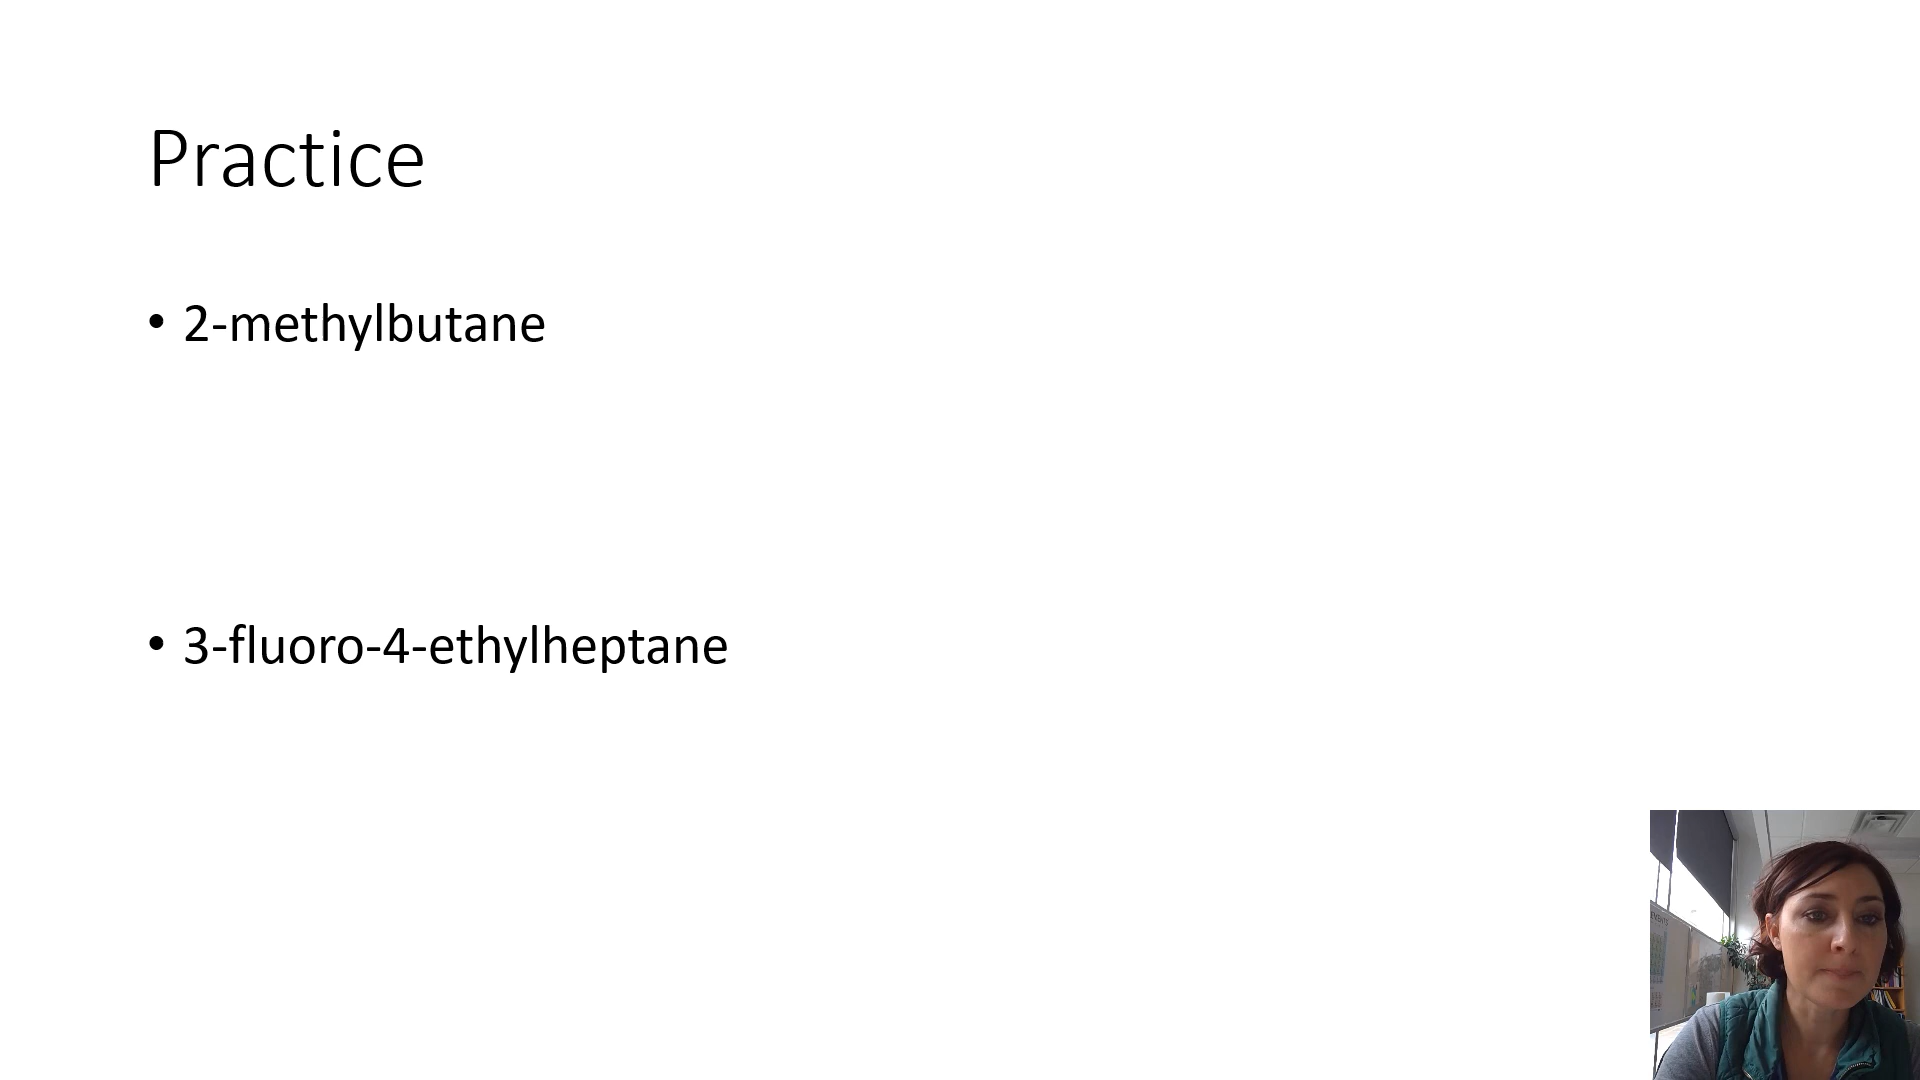 Practice
• 2-methylbutane
• 3-fluoro-4-ethylheptane